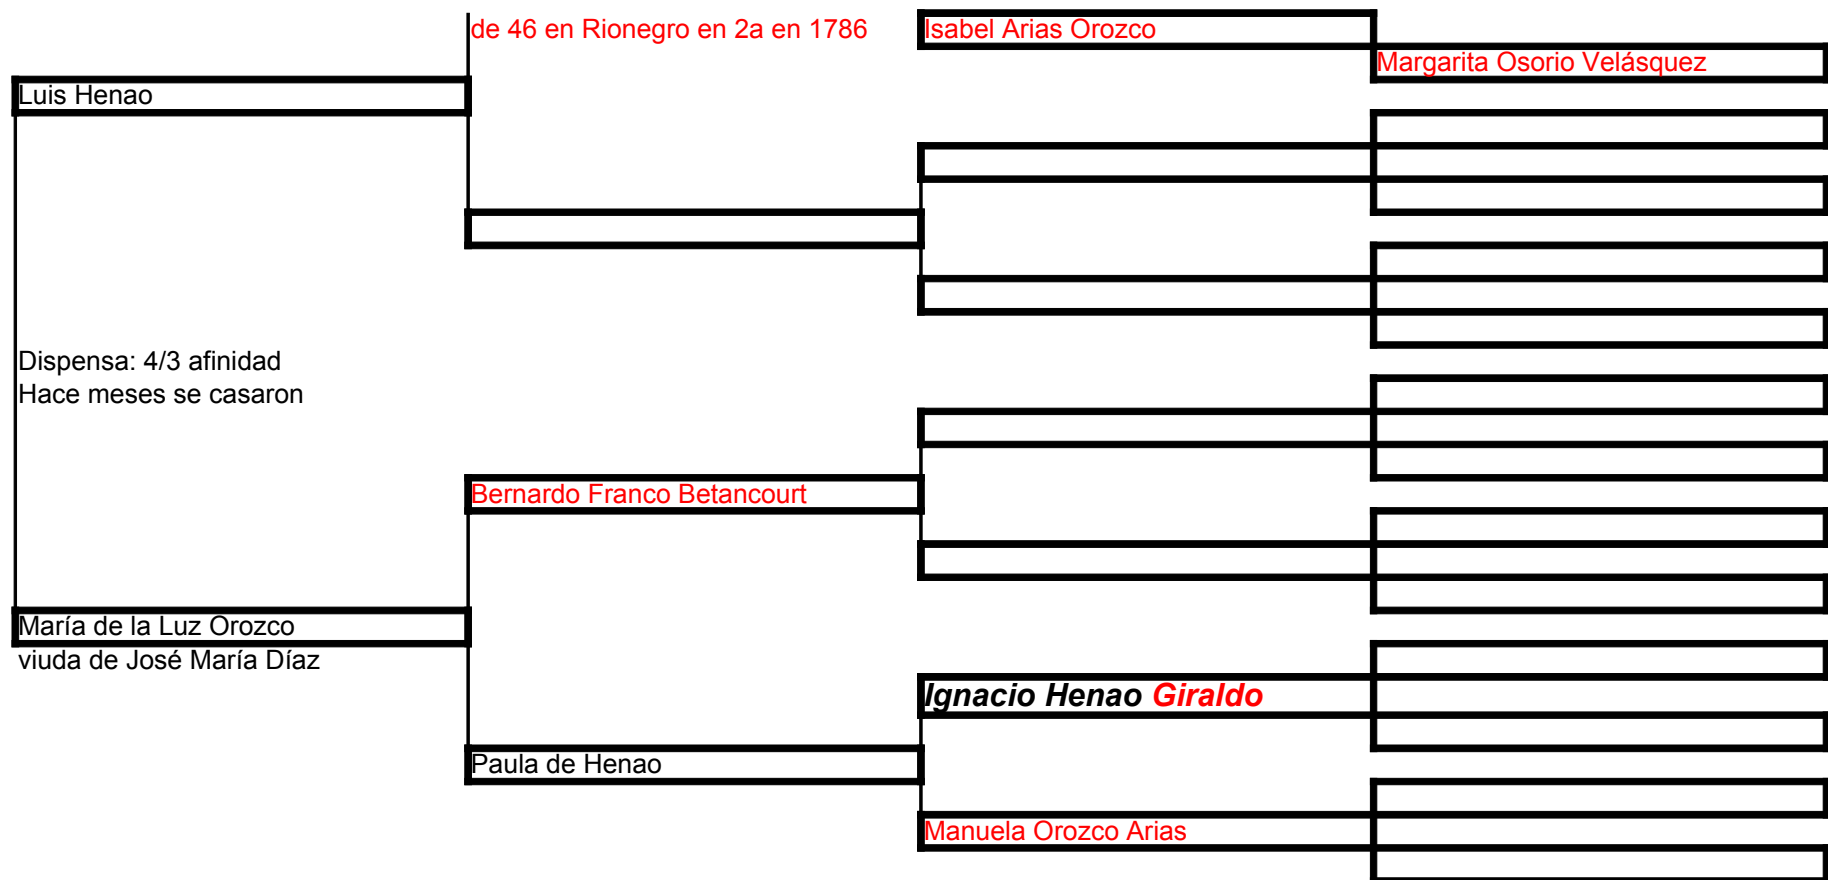 de 46 en Rionegro en 2a en 1786
Isabel Arias Orozco
Margarita Osorio Velásquez
Luis Henao
Dispensa: 4/3 afinidad
Hace meses se casaron
Bernardo Franco Betancourt
María de la Luz Orozco
viuda de José María Díaz
Ignacio Henao Giraldo
Paula de Henao
Manuela Orozco Arias